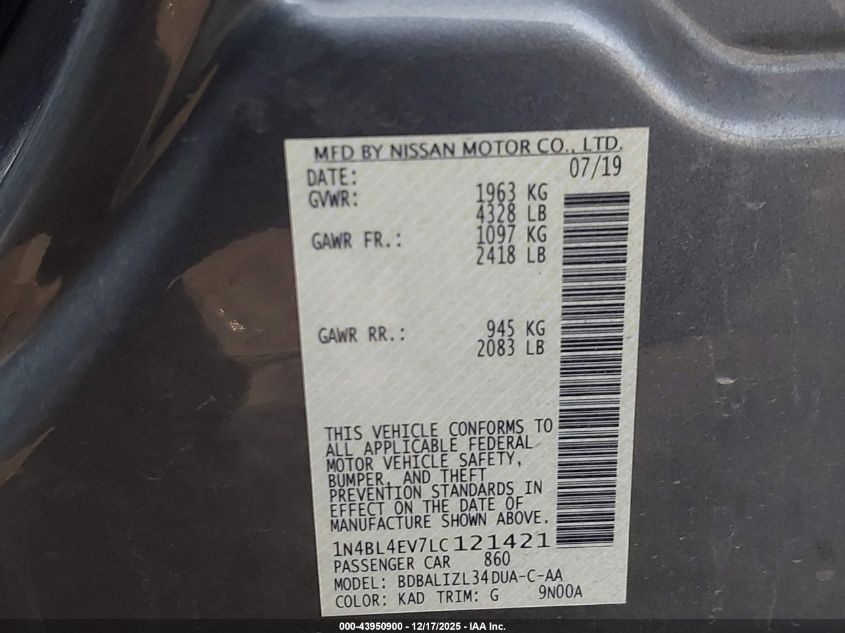 MFD BY NISSAN MOTOR CO., LTD.
DATE: 07/19
GVWR: 1963 KG
4328 LB
GAWR FR.: 1097 KG
2418 LB
GAWR RR.: 945 KG
2083 LB
THIS VEHICLE CONFORMS TO
ALL APPLICABLE FEDERAL
MOTOR VEHICLE SAFETY,
BUMPER, AND THEFT
PREVENTION STANDARDS IN
EFFECT ON THE DATE OF
MANUFACTURE SHOWN ABOVE.
1N4BL4EV7LC121421
PASSENGER CAR 860
MODEL: BDBALIZL34DUA-C-AA
COLOR: KAD TRIM: G 9N00A
000-43950900 - 12/17/2025 - IAA Inc.